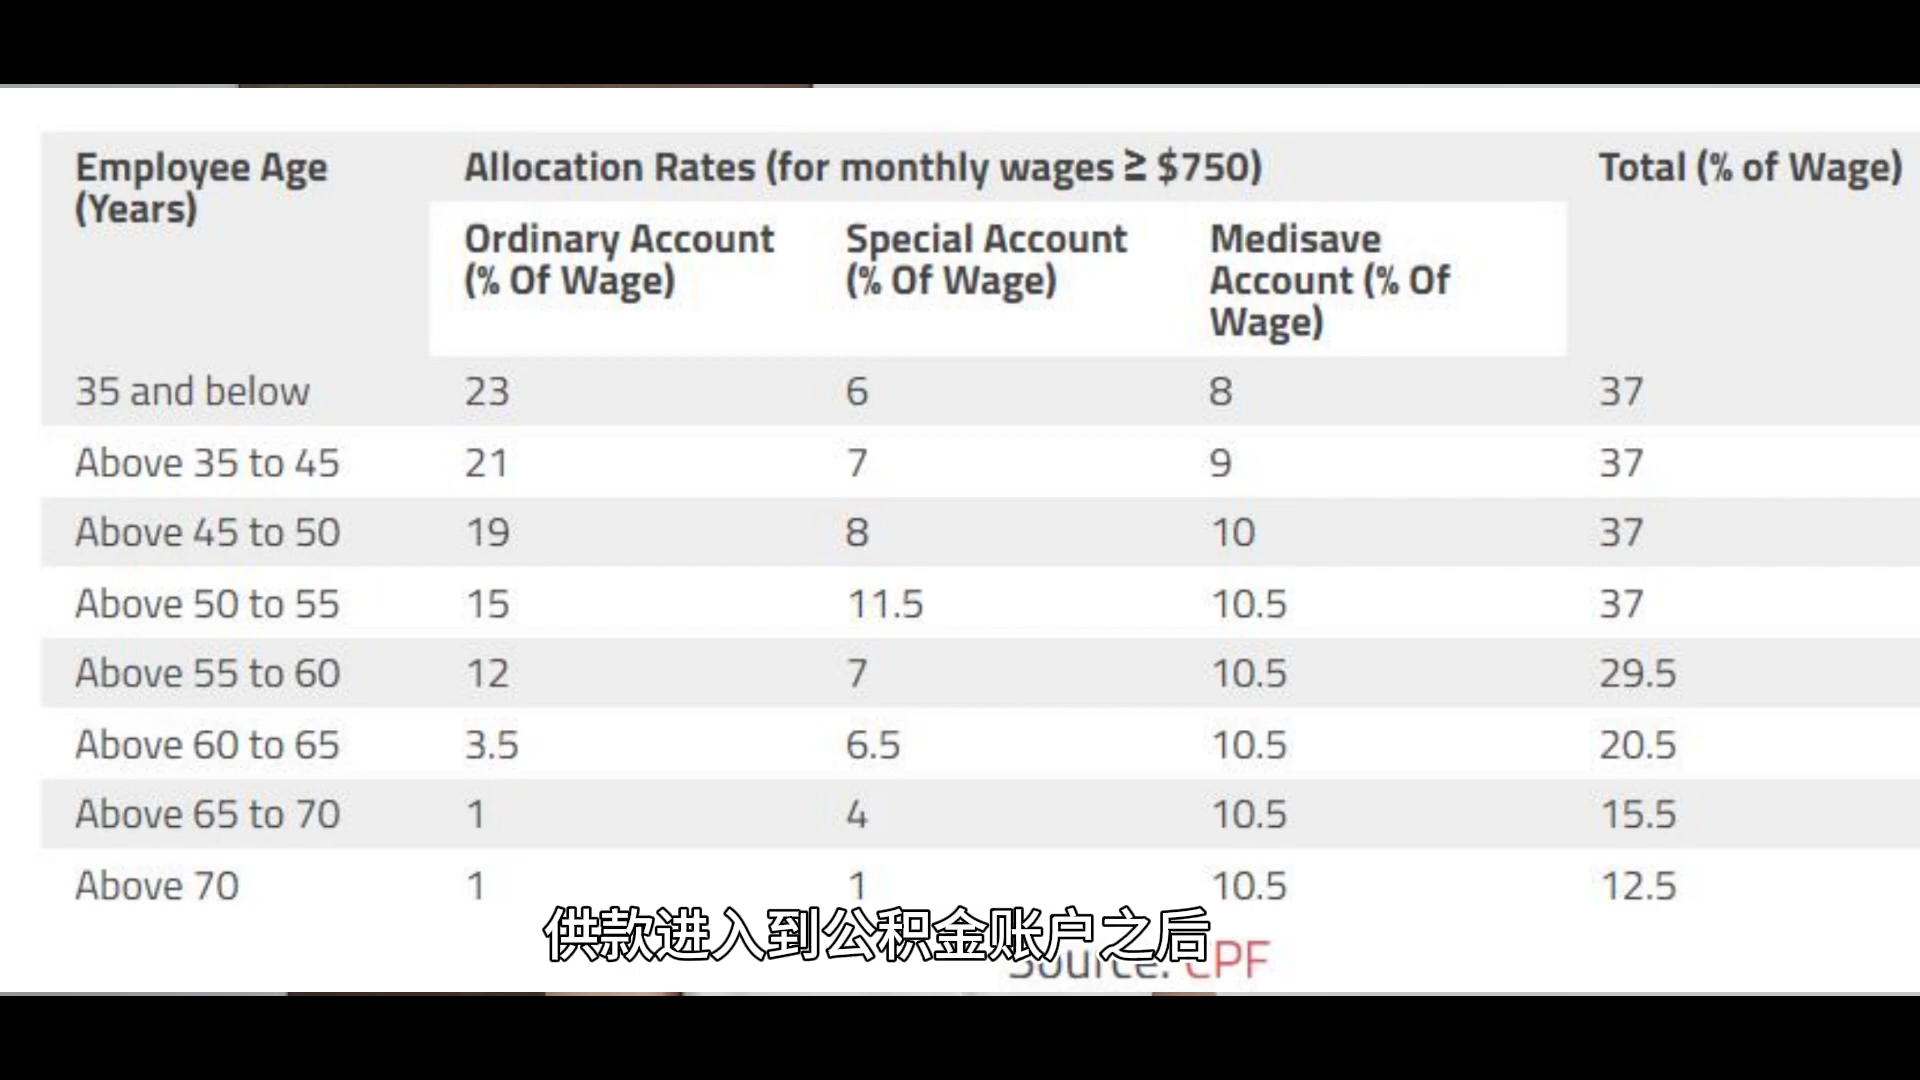 Employee Age (Years)
Allocation Rates (for monthly wages ≥ $750)
Total (% of Wage)
Ordinary Account (% Of Wage)
Special Account (% Of Wage)
Medisave Account (% Of Wage)
35 and below 23 6 8 37
Above 35 to 45 21 7 9 37
Above 45 to 50 19 8 10 37
Above 50 to 55 15 11.5 10.5 37
Above 55 to 60 12 7 10.5 29.5
Above 60 to 65 3.5 6.5 10.5 20.5
Above 65 to 70 1 4 10.5 15.5
Above 70 1 1 10.5 12.5
供款进入到公积金账户之后
Source: CPF